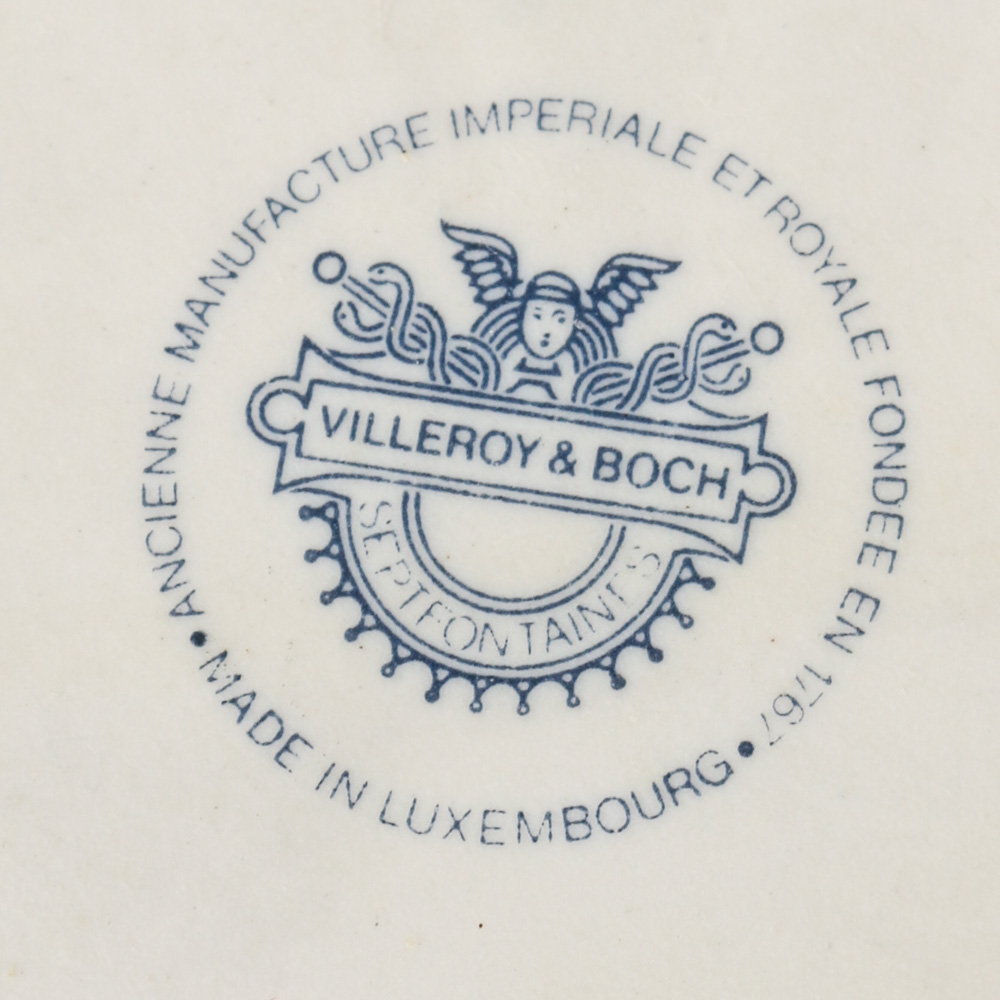 ANCIENNE MANUFACTURE IMPERIALE ET ROYALE FONDEE EN 1767
VILLEROY & BOCH
SEPTFONTAINES
• MADE IN LUXEMBOURG •